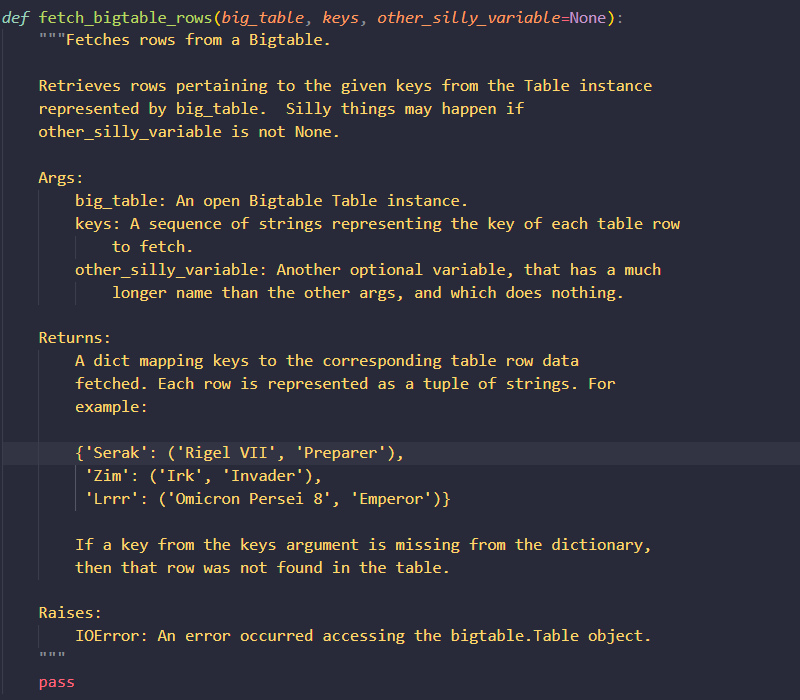 def fetch_bigtable_rows(big_table, keys, other_silly_variable=None):
    """Fetches rows from a Bigtable.

    Retrieves rows pertaining to the given keys from the Table instance
    represented by big_table.  Silly things may happen if
    other_silly_variable is not None.

    Args:
        big_table: An open Bigtable Table instance.
        keys: A sequence of strings representing the key of each table row
            to fetch.
        other_silly_variable: Another optional variable, that has a much
            longer name than the other args, and which does nothing.

    Returns:
        A dict mapping keys to the corresponding table row data
        fetched. Each row is represented as a tuple of strings. For
        example:

        {'Serak': ('Rigel VII', 'Preparer'),
         'Zim': ('Irk', 'Invader'),
         'Lrrr': ('Omicron Persei 8', 'Emperor')}

        If a key from the keys argument is missing from the dictionary,
        then that row was not found in the table.

    Raises:
        IOError: An error occurred accessing the bigtable.Table object.
    """
    pass